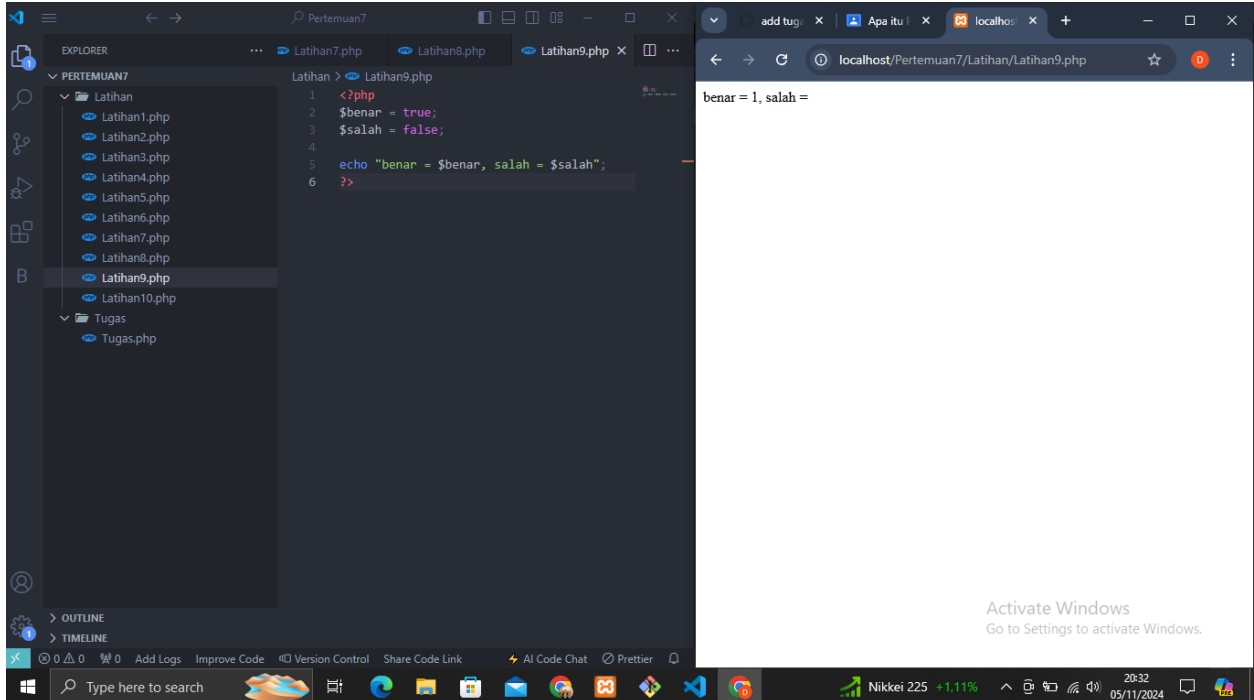 Pertemuan7
EXPLORER
PERTEMUAN7
Latihan
Latihan1.php
Latihan2.php
Latihan3.php
Latihan4.php
Latihan5.php
Latihan6.php
Latihan7.php
Latihan8.php
Latihan9.php
Latihan10.php
Tugas
Tugas.php
OUTLINE
TIMELINE
Latihan7.php Latihan8.php Latihan9.php
Latihan > Latihan9.php
1 <?php
2 $benar = true;
3 $salah = false;
4
5 echo "benar = $benar, salah = $salah";
6 ?>
0 0 0 Add Logs Improve Code Version Control Share Code Link AI Code Chat Prettier
add tuga Apa itu localhos
localhost/Pertemuan7/Latihan/Latihan9.php D
benar = 1, salah =
Activate Windows
Go to Settings to activate Windows.
Type here to search
Nikkei 225 +1,11%
20:32
05/11/2024